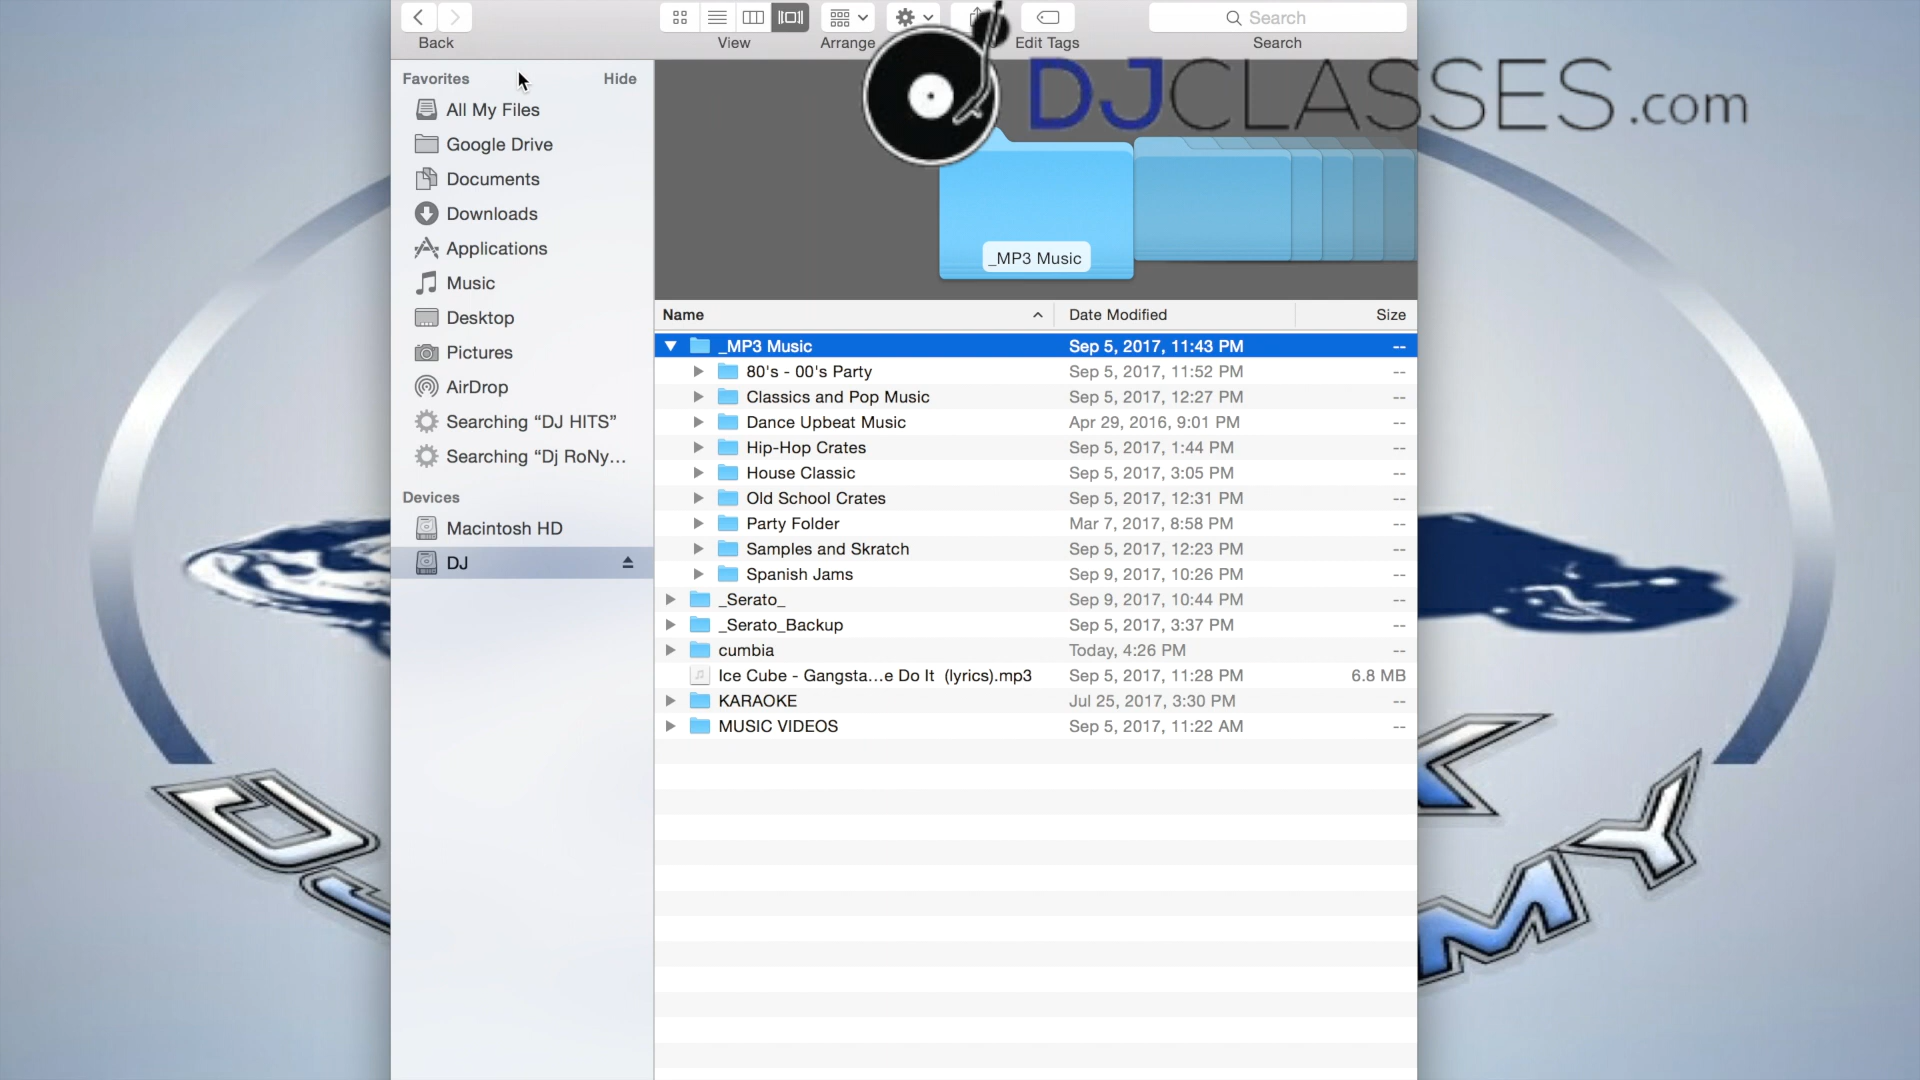 Back
View
Arrange
Edit Tags
Search
Search
DJCLASSES.com
Favorites Hide
All My Files
Google Drive
Documents
Downloads
Applications
Music
Desktop
Pictures
AirDrop
Searching “DJ HITS”
Searching “Dj RoNy…
Devices
Macintosh HD
DJ
_MP3 Music
Name Date Modified Size
_MP3 Music Sep 5, 2017, 11:43 PM --
80's - 00's Party Sep 5, 2017, 11:52 PM --
Classics and Pop Music Sep 5, 2017, 12:27 PM --
Dance Upbeat Music Apr 29, 2016, 9:01 PM --
Hip-Hop Crates Sep 5, 2017, 1:44 PM --
House Classic Sep 5, 2017, 3:05 PM --
Old School Crates Sep 5, 2017, 12:31 PM --
Party Folder Mar 7, 2017, 8:58 PM --
Samples and Skratch Sep 5, 2017, 12:23 PM --
Spanish Jams Sep 9, 2017, 10:26 PM --
_Serato_ Sep 9, 2017, 10:44 PM --
_Serato_Backup Sep 5, 2017, 3:37 PM --
cumbia Today, 4:26 PM --
Ice Cube - Gangsta...e Do It (lyrics).mp3 Sep 5, 2017, 11:28 PM 6.8 MB
KARAOKE Jul 25, 2017, 3:30 PM --
MUSIC VIDEOS Sep 5, 2017, 11:22 AM --